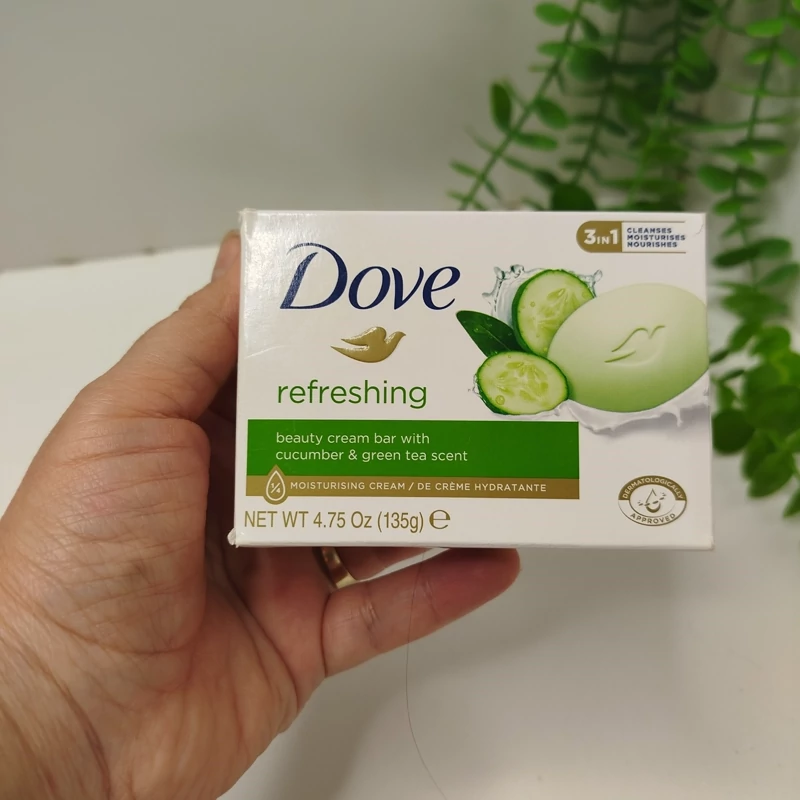 3IN1
CLEANSES
MOISTURISES
NOURISHES
Dove
refreshing
beauty cream bar with
cucumber & green tea scent
¼ MOISTURISING CREAM / DE CRÈME HYDRATANTE
NET WT 4.75 Oz (135g) ℮
DERMATOLOGICALLY
APPROVED